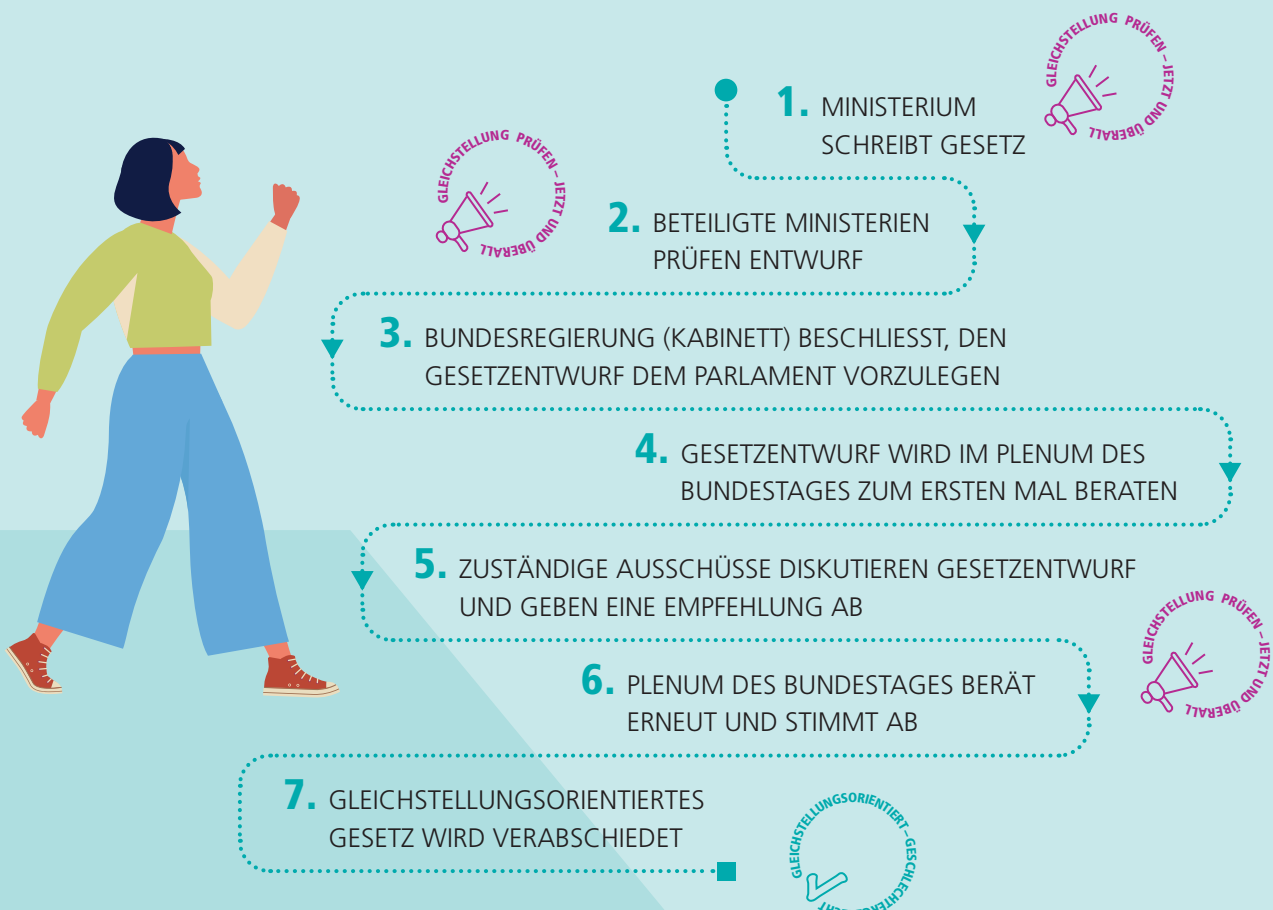 GLEICHSTELLUNG PRÜFEN – JETZT UND ÜBERALL
1. MINISTERIUM
SCHREIBT GESETZ
GLEICHSTELLUNG PRÜFEN – JETZT UND ÜBERALL
2. BETEILIGTE MINISTERIEN
PRÜFEN ENTWURF
3. BUNDESREGIERUNG (KABINETT) BESCHLIESST, DEN
GESETZENTWURF DEM PARLAMENT VORZULEGEN
4. GESETZENTWURF WIRD IM PLENUM DES
BUNDESTAGES ZUM ERSTEN MAL BERATEN
5. ZUSTÄNDIGE AUSSCHÜSSE DISKUTIEREN GESETZENTWURF
UND GEBEN EINE EMPFEHLUNG AB
GLEICHSTELLUNG PRÜFEN – JETZT UND ÜBERALL
6. PLENUM DES BUNDESTAGES BERÄT
ERNEUT UND STIMMT AB
7. GLEICHSTELLUNGSORIENTIERTES
GESETZ WIRD VERABSCHIEDET
GLEICHSTELLUNGSORIENTIERT –